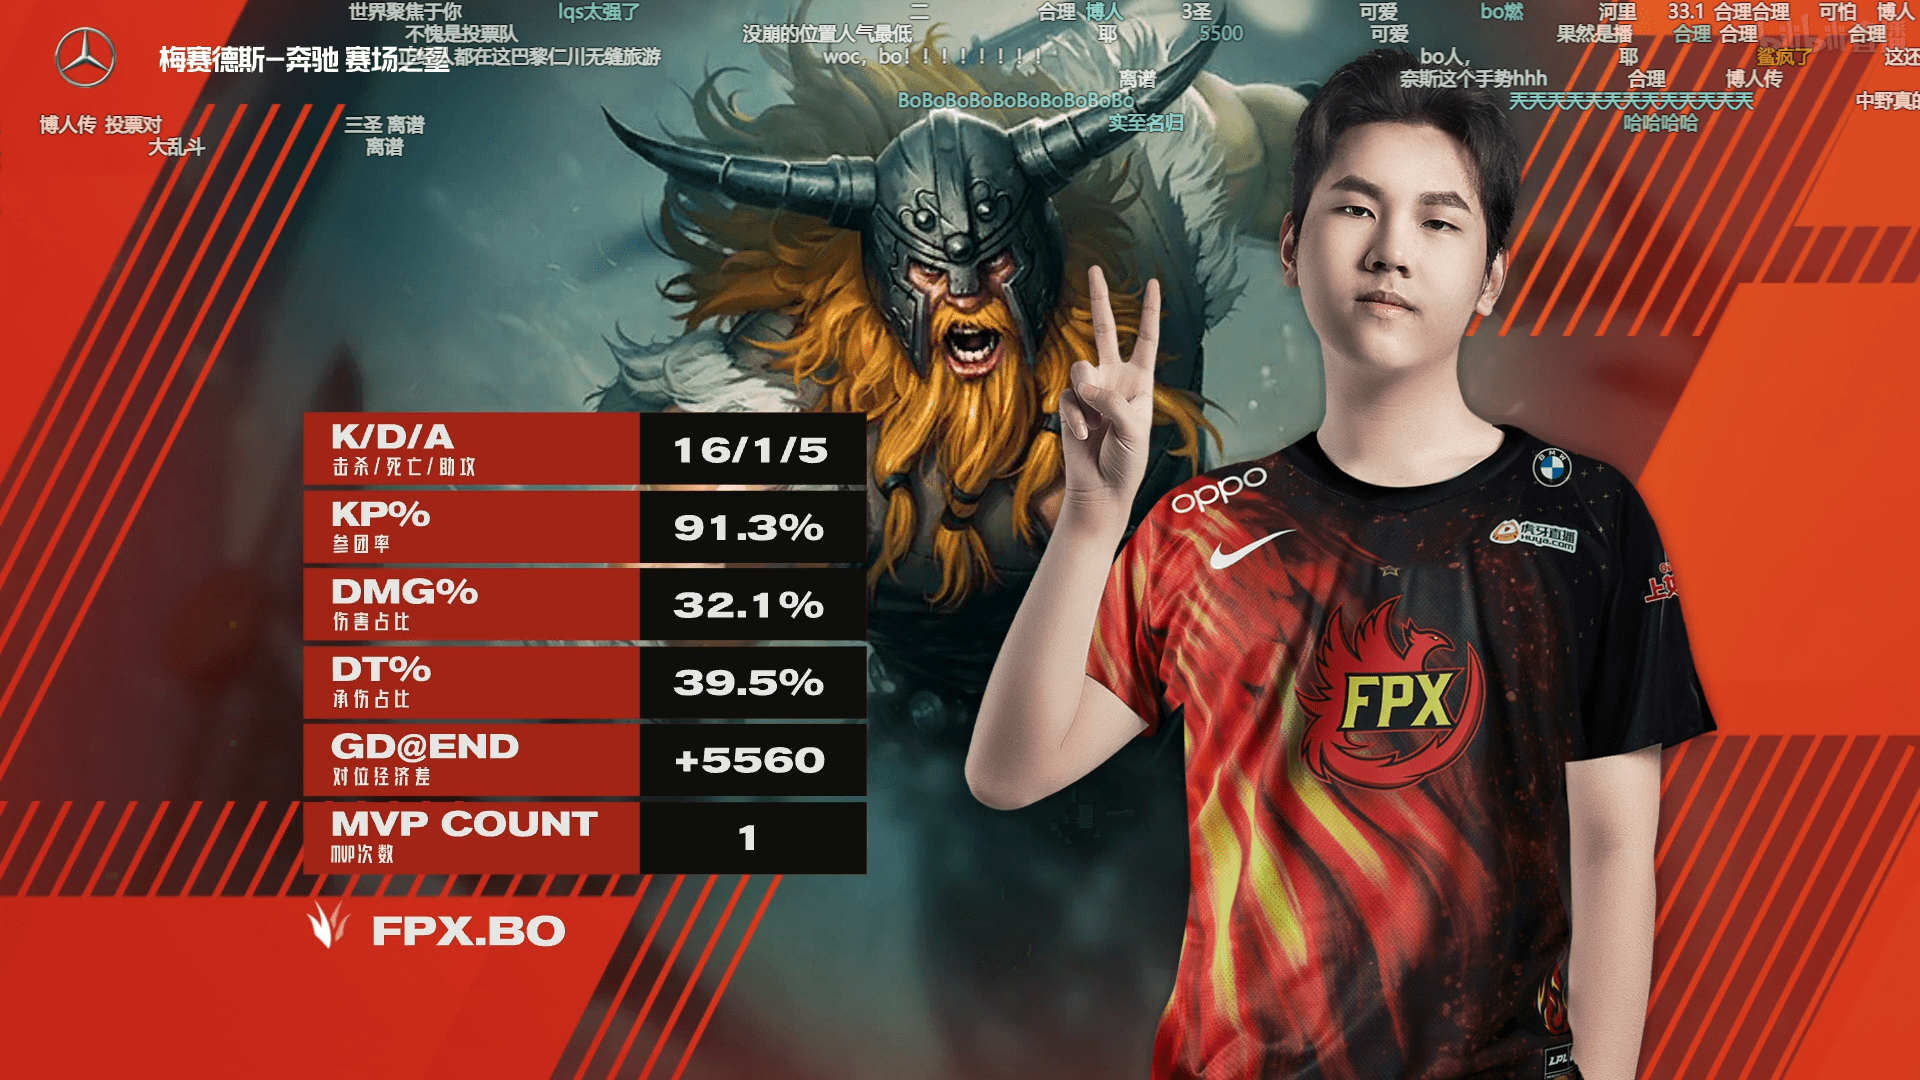 世界聚焦于你
lqs太强了
二
合理 博人
3圣
可爱
bo燃
河里
33.1 合理合理
可怕
博人
不愧是投票队
没崩的位置人气最低
耶
5500
可爱
果然是播
合理 合理
合理
梅赛德斯-奔驰 赛场之星
人都在这巴黎仁川无缝旅游
woc，bo！！！！！！！！
bo人，
耶
鲨疯了
这还
离谱
奈斯这个手势hhh
合理
博人传
BoBoBoBoBoBoBoBoBoBo
天天天天天天天天天天天天天
中野真的
博人传 投票对
三圣 离谱
实至名归
哈哈哈哈
大乱斗
离谱
K/D/A
击杀/死亡/助攻
16/1/5
KP%
参团率
91.3%
DMG%
伤害占比
32.1%
DT%
承伤占比
39.5%
GD@END
对位经济差
+5560
MVP COUNT
MVP次数
1
FPX.BO
oppo
BMW
虎牙直播
HUYA.com
FPX
LPL